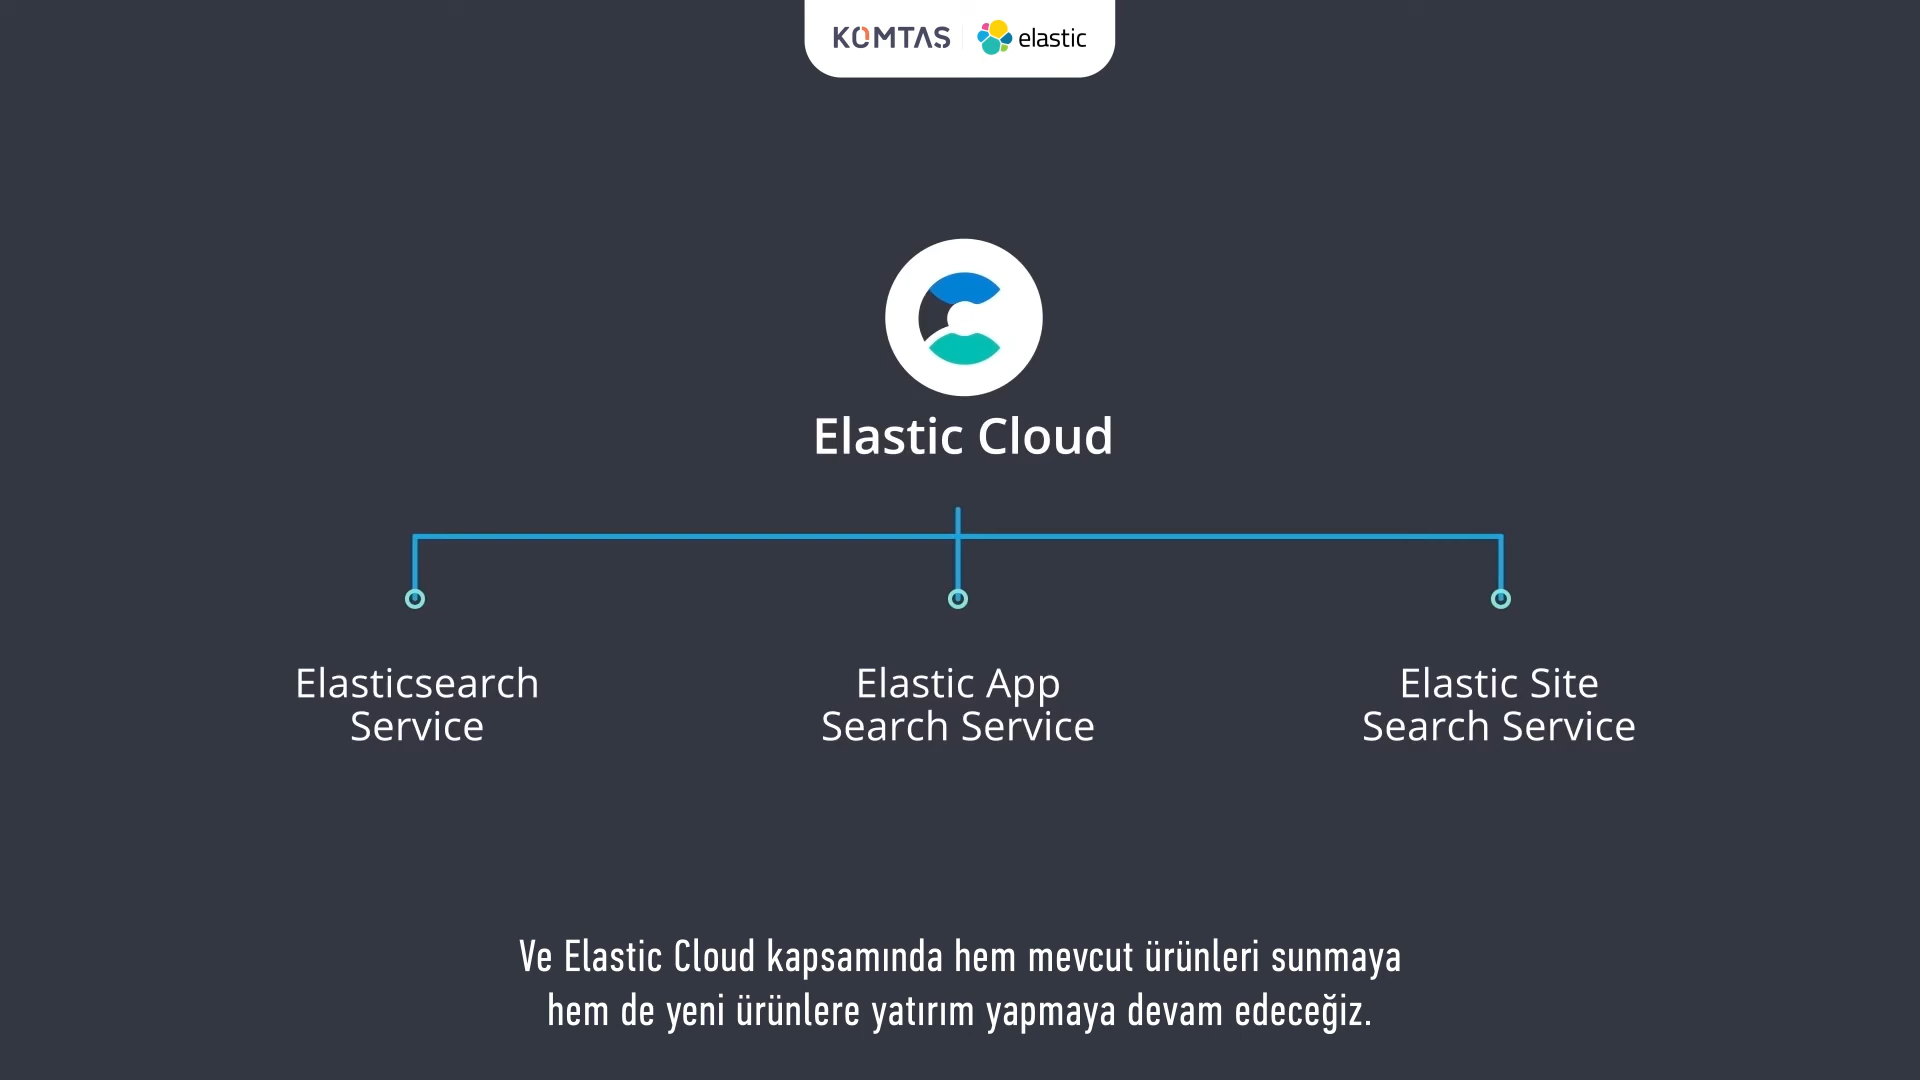 KOMTAS elastic
Elastic Cloud
Elasticsearch
Service
Elastic App
Search Service
Elastic Site
Search Service
Ve Elastic Cloud kapsamında hem mevcut ürünleri sunmaya
hem de yeni ürünlere yatırım yapmaya devam edeceğiz.